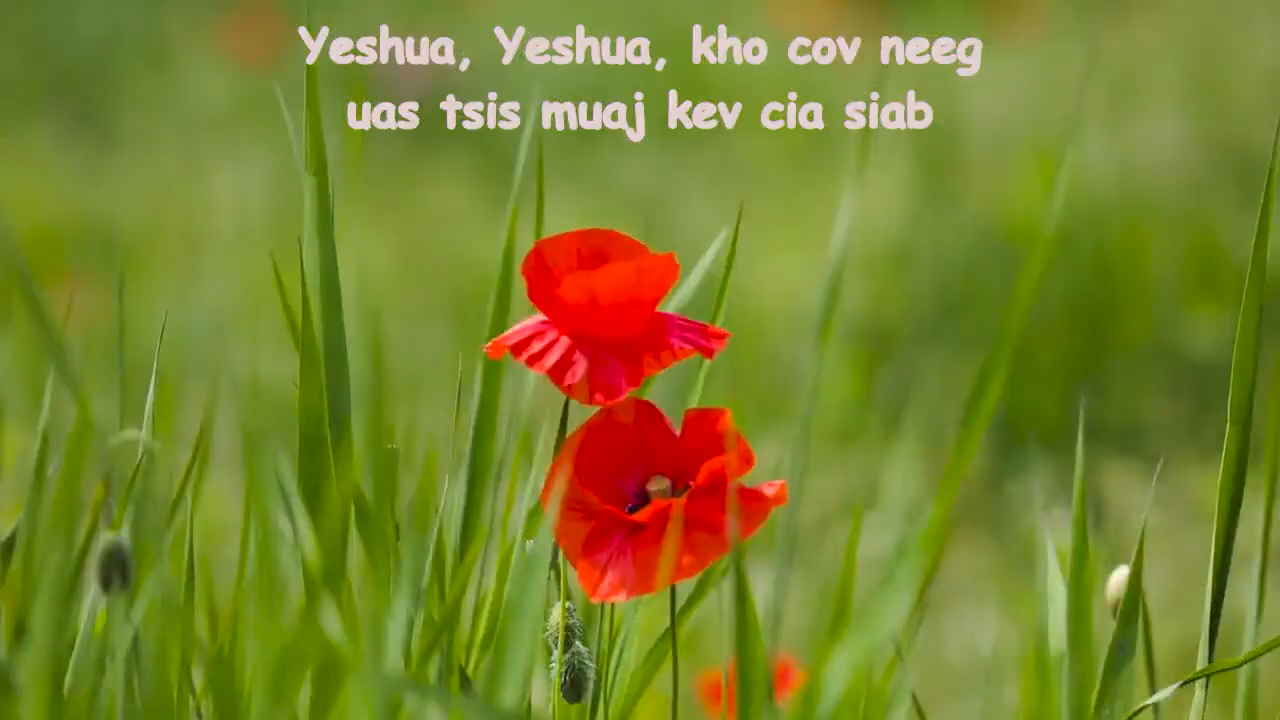 Yeshua, Yeshua, kho cov neeg
uas tsis muaj kev cia siab